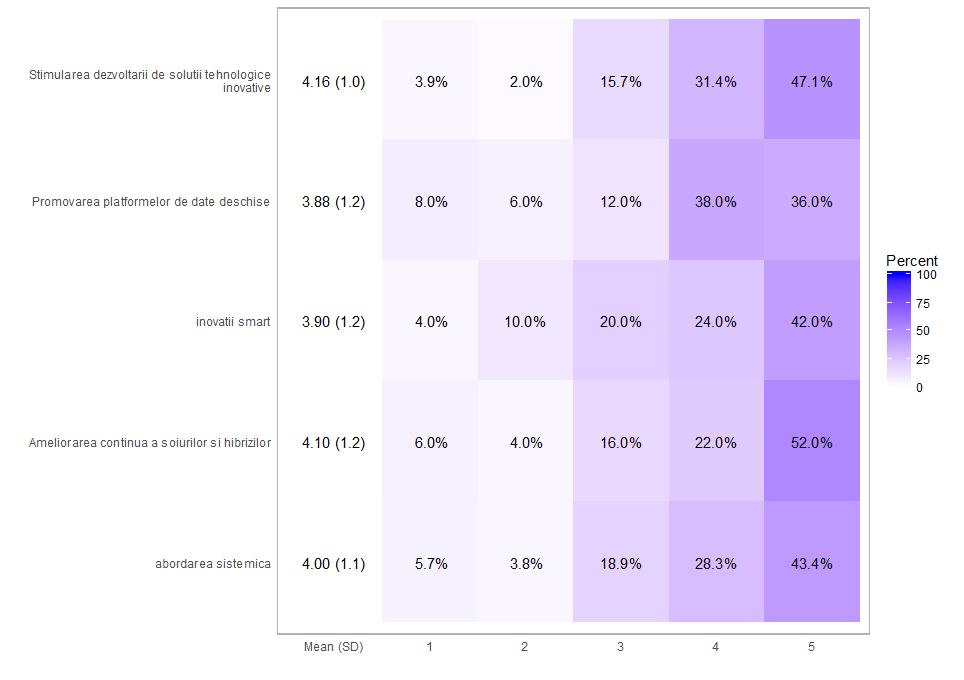 Stimularea dezvoltarii de solutii tehnologice
inovative
4.16 (1.0) 3.9% 2.0% 15.7% 31.4% 47.1%
Promovarea platformelor de date deschise 3.88 (1.2) 8.0% 6.0% 12.0% 38.0% 36.0%
inovatii smart 3.90 (1.2) 4.0% 10.0% 20.0% 24.0% 42.0%
Ameliorarea continua a soiurilor si hibrizilor 4.10 (1.2) 6.0% 4.0% 16.0% 22.0% 52.0%
abordarea sistemica 4.00 (1.1) 5.7% 3.8% 18.9% 28.3% 43.4%
Mean (SD) 1 2 3 4 5
Percent
100
75
50
25
0